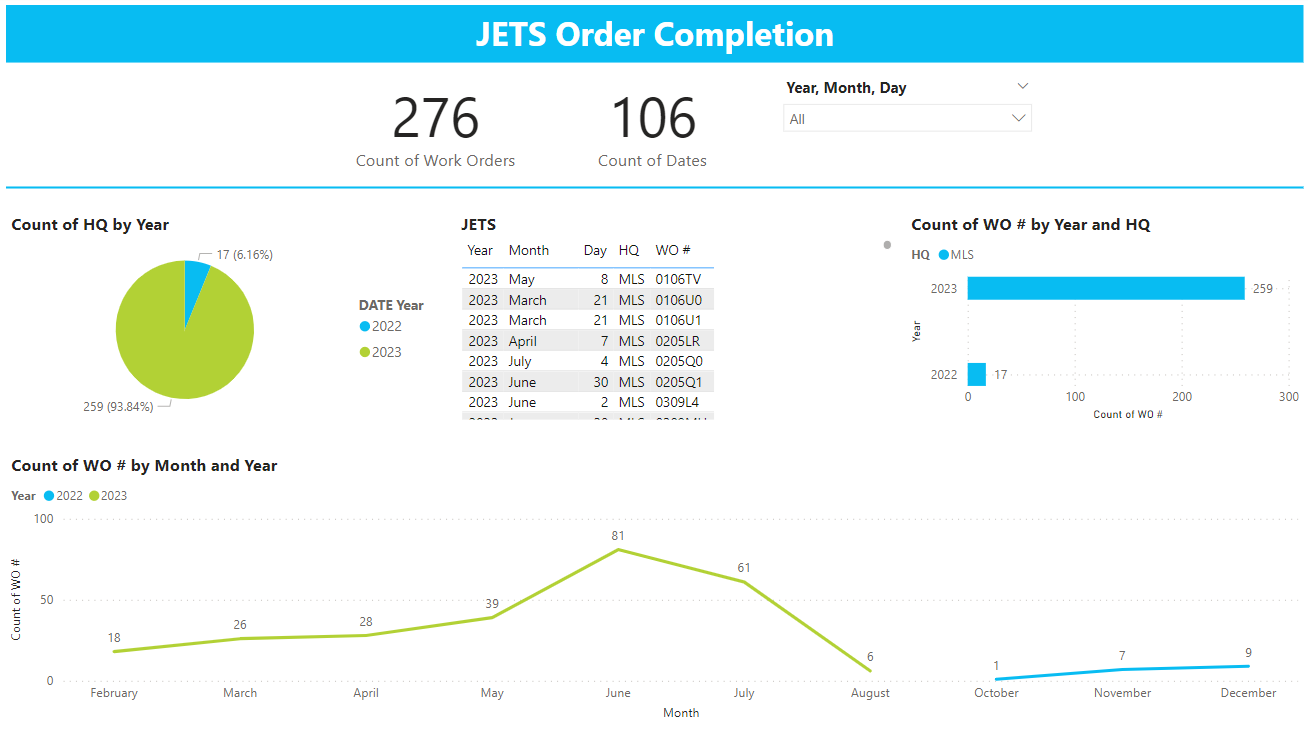 JETS Order Completion
276
Count of Work Orders
106
Count of Dates
Year, Month, Day
All
Count of HQ by Year
17 (6.16%)
259 (93.84%)
DATE Year
2022
2023
JETS
Year Month Day HQ WO #
2023 May 8 MLS 0106TV
2023 March 21 MLS 0106U0
2023 March 21 MLS 0106U1
2023 April 7 MLS 0205LR
2023 July 4 MLS 0205Q0
2023 June 30 MLS 0205Q1
2023 June 2 MLS 0309L4
Count of WO # by Year and HQ
HQ MLS
2023 259
Year
2022 17
0 100 200 300
Count of WO #
Count of WO # by Month and Year
Year 2022 2023
100
50
0
Count of WO #
18 26 28 39 81 61 6 1 7 9
February March April May June July August October November December
Month